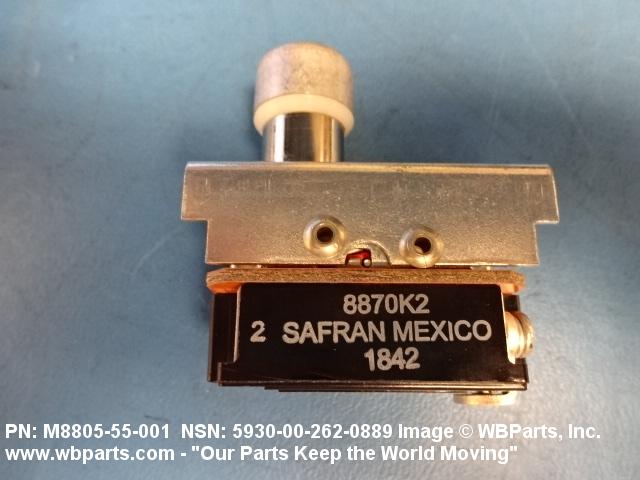 8870K2
2 SAFRAN MEXICO
1842
PN: M8805-55-001 NSN: 5930-00-262-0889 Image © WBParts, Inc.
www.wbparts.com - "Our Parts Keep the World Moving"